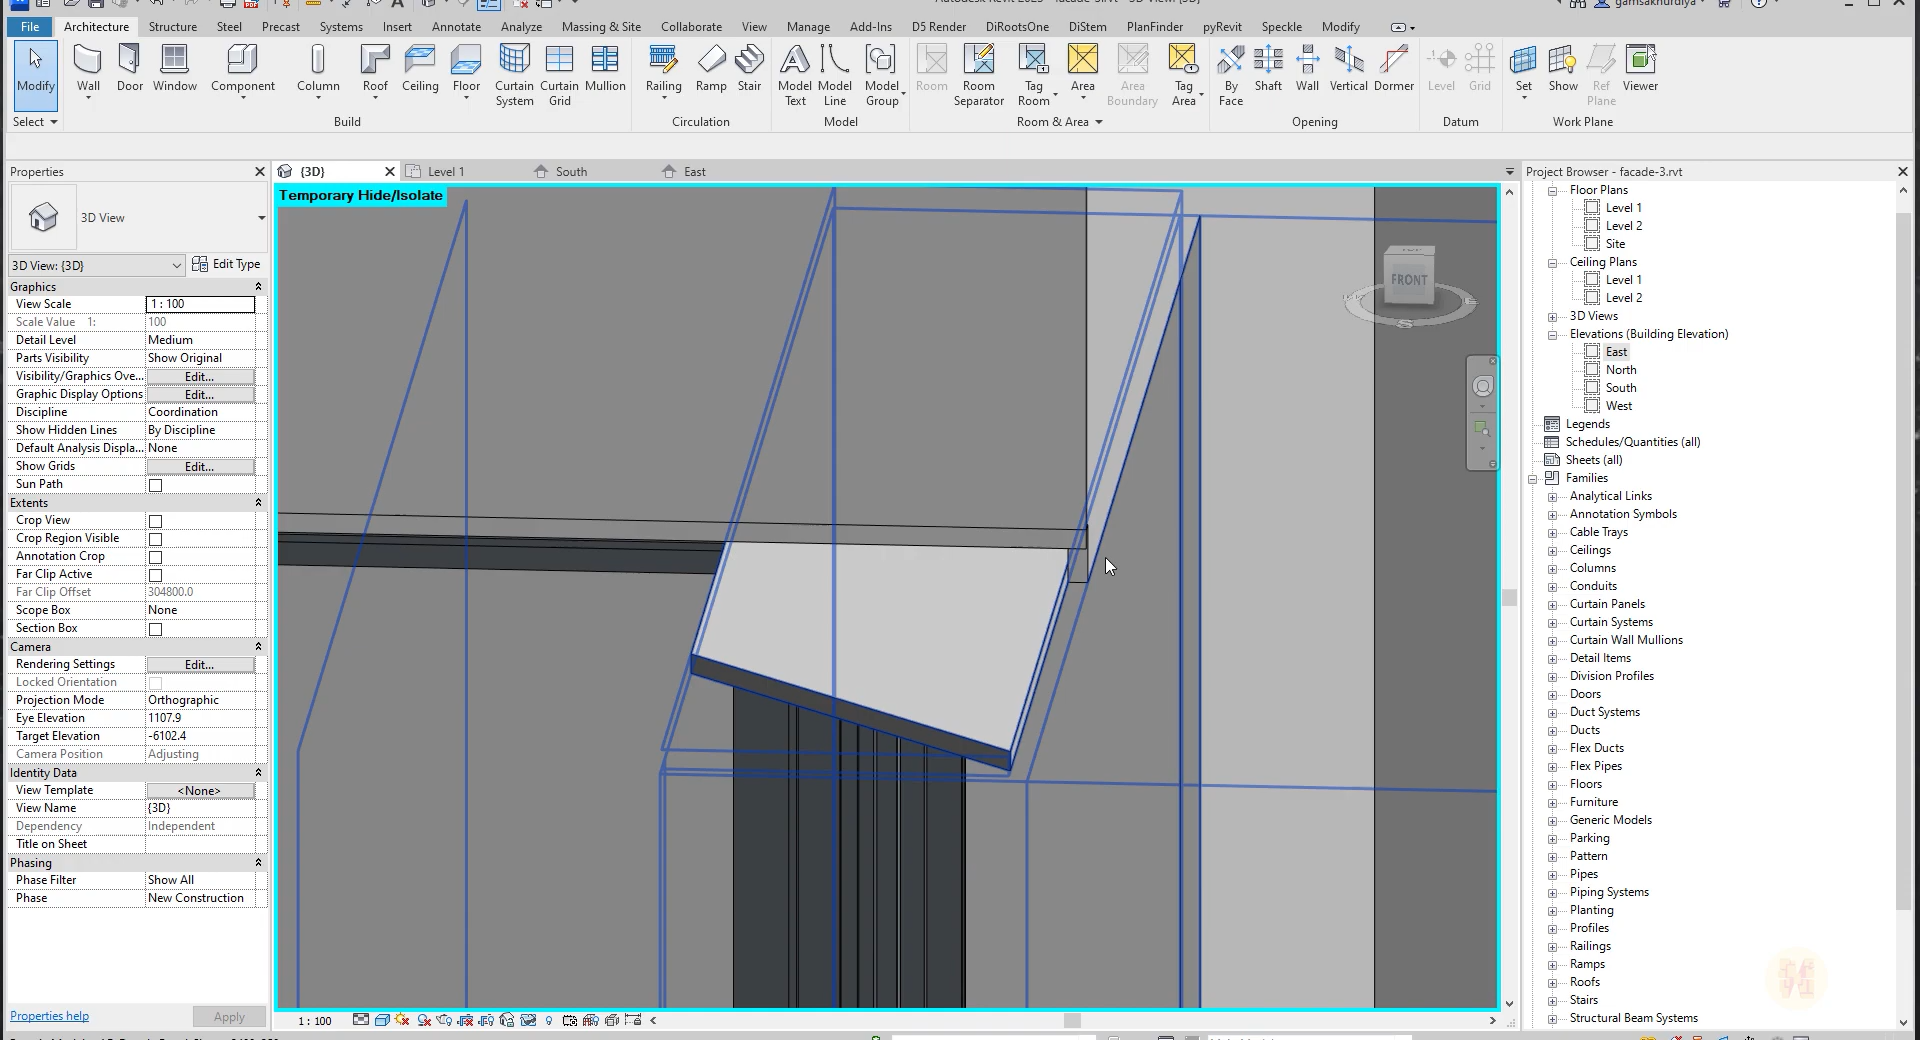 File
Architecture
Structure
Steel
Precast
Systems
Insert
Annotate
Analyze
Massing & Site
Collaborate
View
Manage
Add-Ins
D5 Render
DiRootsOne
DiStem
PlanFinder
pyRevit
Speckle
Modify
Modify
Wall
Door
Window
Component
Column
Roof
Ceiling
Floor
Curtain System
Curtain Grid
Mullion
Railing
Ramp
Stair
Model Text
Model Line
Model Group
Room
Room Separator
Tag Room
Area
Area Boundary
Tag Area
By Face
Shaft
Wall
Vertical
Dormer
Level
Grid
Set
Show
Ref Plane
Viewer
Select
Build
Circulation
Model
Room & Area
Opening
Datum
Work Plane
Properties
{3D}
Level 1
South
East
Project Browser - facade-3.rvt
3D View
3D View: {3D}
Edit Type
Graphics
View Scale
1 : 100
Scale Value 1:
100
Detail Level
Medium
Parts Visibility
Show Original
Visibility/Graphics Ove...
Edit...
Graphic Display Options
Edit...
Discipline
Coordination
Show Hidden Lines
By Discipline
Default Analysis Displa...
None
Show Grids
Edit...
Sun Path
Extents
Crop View
Crop Region Visible
Annotation Crop
Far Clip Active
Far Clip Offset
304800.0
Scope Box
None
Section Box
Camera
Rendering Settings
Edit...
Locked Orientation
Projection Mode
Orthographic
Eye Elevation
1107.9
Target Elevation
-6102.4
Camera Position
Adjusting
Identity Data
View Template
<None>
View Name
{3D}
Dependency
Independent
Title on Sheet
Phasing
Phase Filter
Show All
Phase
New Construction
Properties help
Apply
Temporary Hide/Isolate
TOP
FRONT
S
1 : 100
Floor Plans
Level 1
Level 2
Site
Ceiling Plans
Level 1
Level 2
3D Views
Elevations (Building Elevation)
East
North
South
West
Legends
Schedules/Quantities (all)
Sheets (all)
Families
Analytical Links
Annotation Symbols
Cable Trays
Ceilings
Columns
Conduits
Curtain Panels
Curtain Systems
Curtain Wall Mullions
Detail Items
Division Profiles
Doors
Duct Systems
Ducts
Flex Ducts
Flex Pipes
Floors
Furniture
Generic Models
Parking
Pattern
Pipes
Piping Systems
Planting
Profiles
Railings
Ramps
Roofs
Stairs
Structural Beam Systems